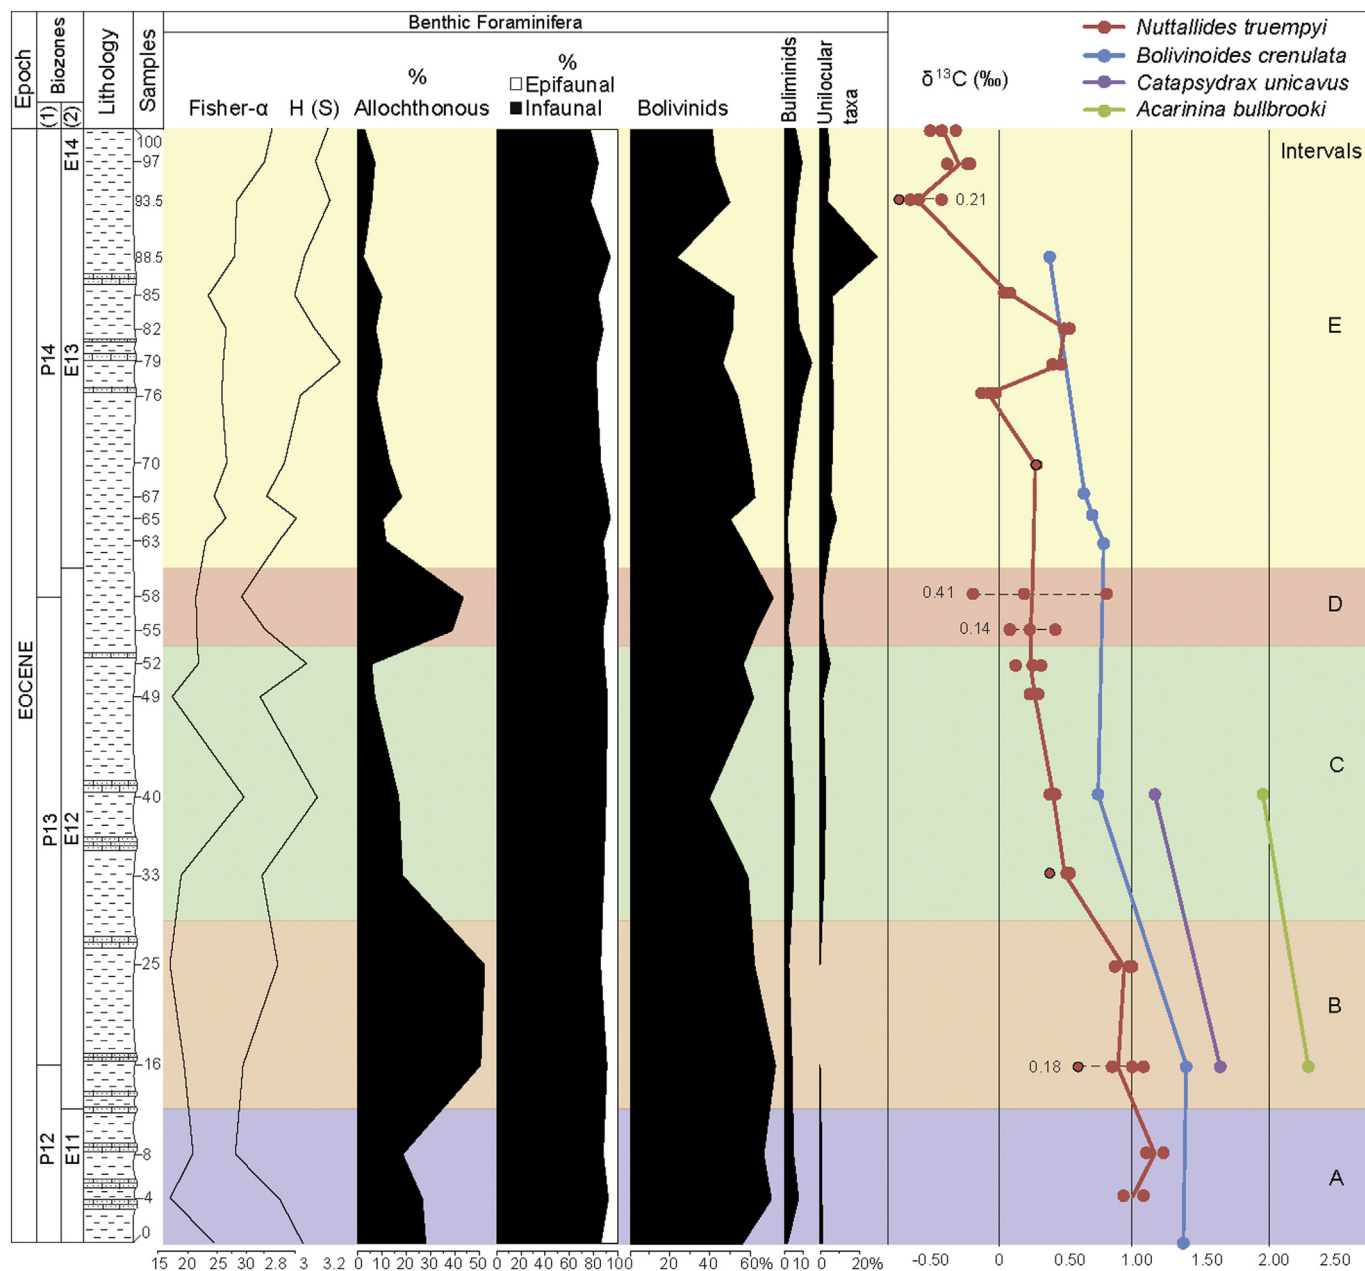 Benthic Foraminifera
Epoch
Biozones
(1)
(2)
Lithology
Samples
Fisher-α
H (S)
%
Allochthonous
%
Epifaunal
Infaunal
Bolivinids
Buliminids
Unilocular
taxa
δ13C (‰)
Nuttallides truempyi
Bolivinoides crenulata
Catapsydrax unicavus
Acarinina bullbrooki
Intervals
EOCENE
P14
P13
P12
E14
E13
E12
E11
100
97
93.5
88.5
85
82
79
76
70
67
65
63
58
55
52
49
40
33
25
16
8
4
0
0.21
0.41
0.14
0.18
E
D
C
B
A
15 20 25 30 2.8 3 3.2 0 10 20 30 40 50 0 20 40 60 80 100 20 40 60% 0 10 0 20% -0.50 0 0.50 1.00 1.50 2.00 2.50